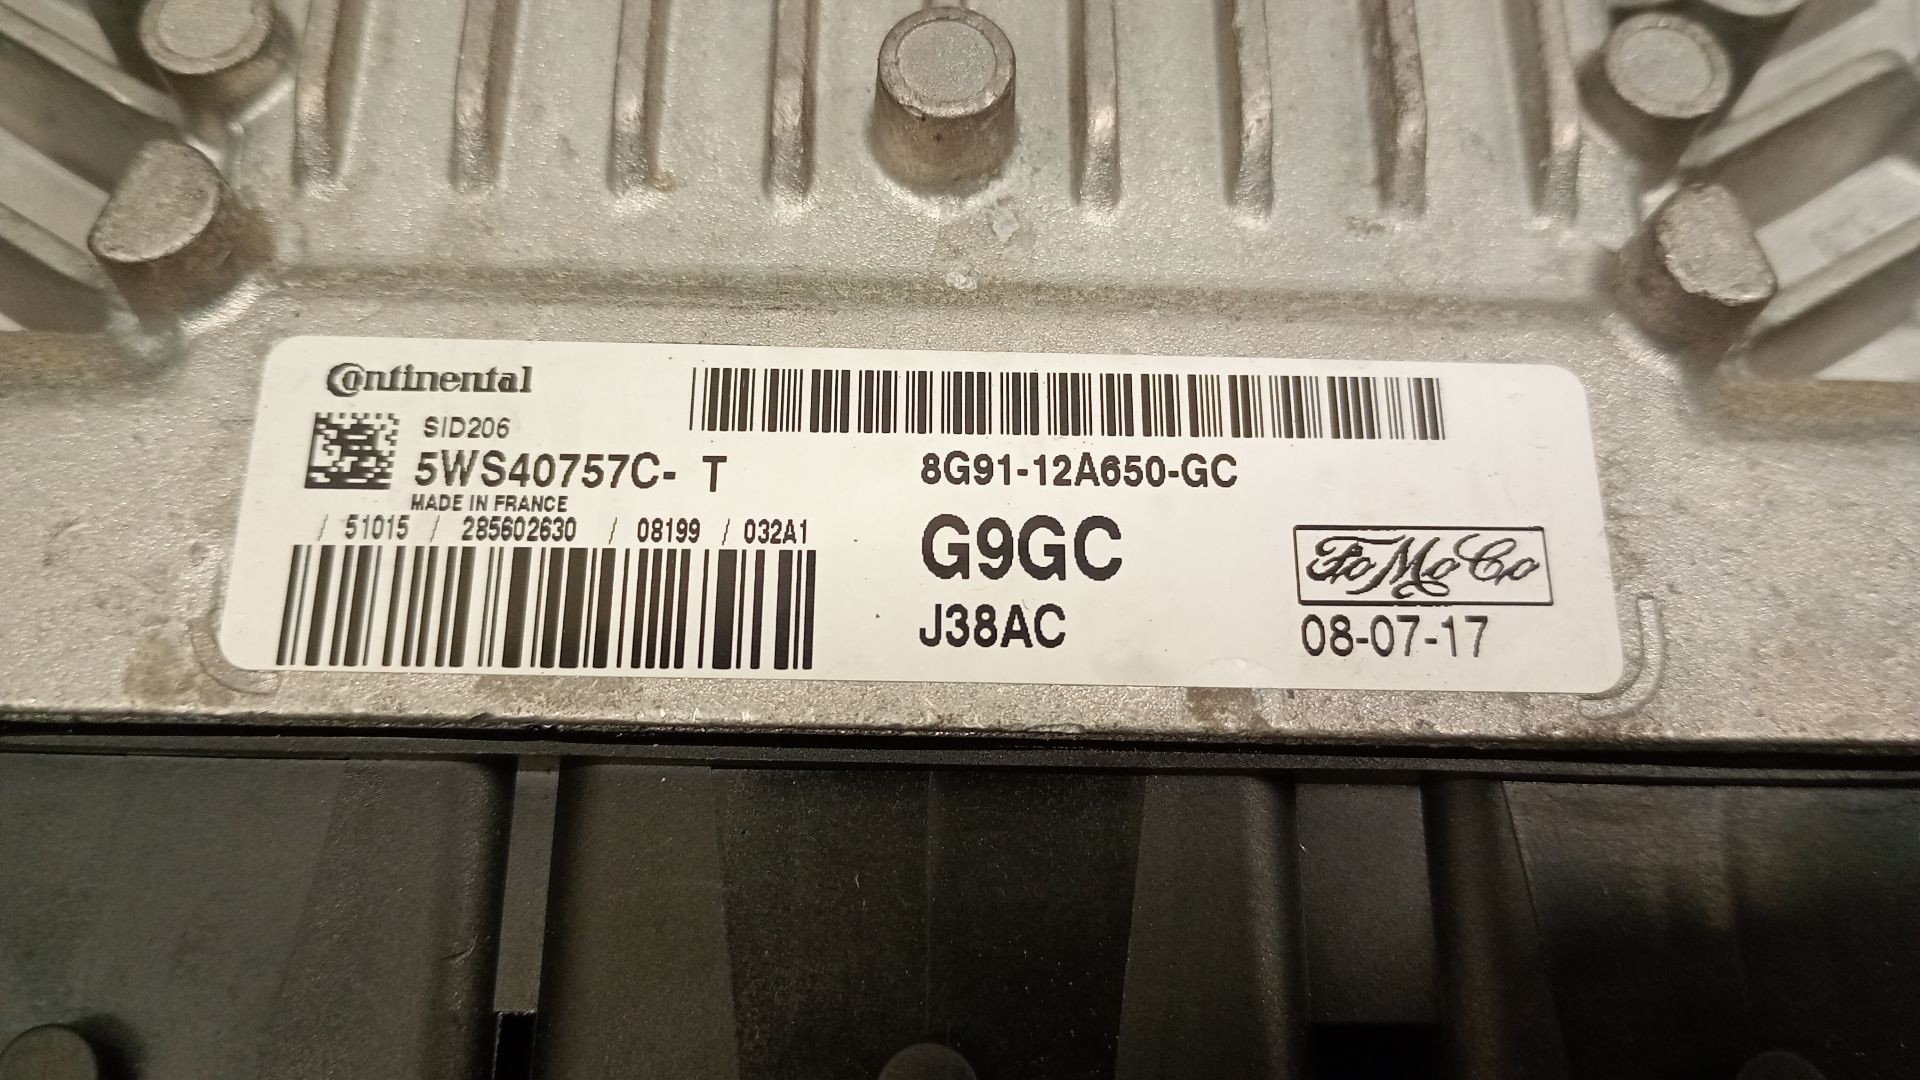 Continental
SID206
5WS40757C- T
MADE IN FRANCE
/ 51015 / 285602630 / 08199 / 032A1
8G91-12A650-GC
G9GC
J38AC
FoMoCo
08-07-17